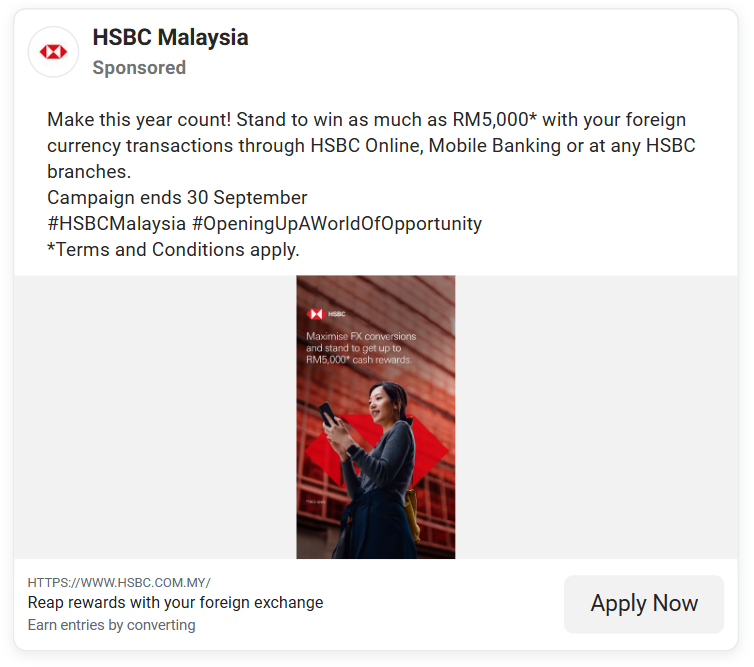 HSBC Malaysia
Sponsored
Make this year count! Stand to win as much as RM5,000* with your foreign
currency transactions through HSBC Online, Mobile Banking or at any HSBC
branches.
Campaign ends 30 September
#HSBCMalaysia #OpeningUpAWorldOfOpportunity
*Terms and Conditions apply.
HSBC
Maximise FX conversions
and stand to get up to
RM5,000* cash rewards.
HTTPS://WWW.HSBC.COM.MY/
Reap rewards with your foreign exchange
Earn entries by converting
Apply Now